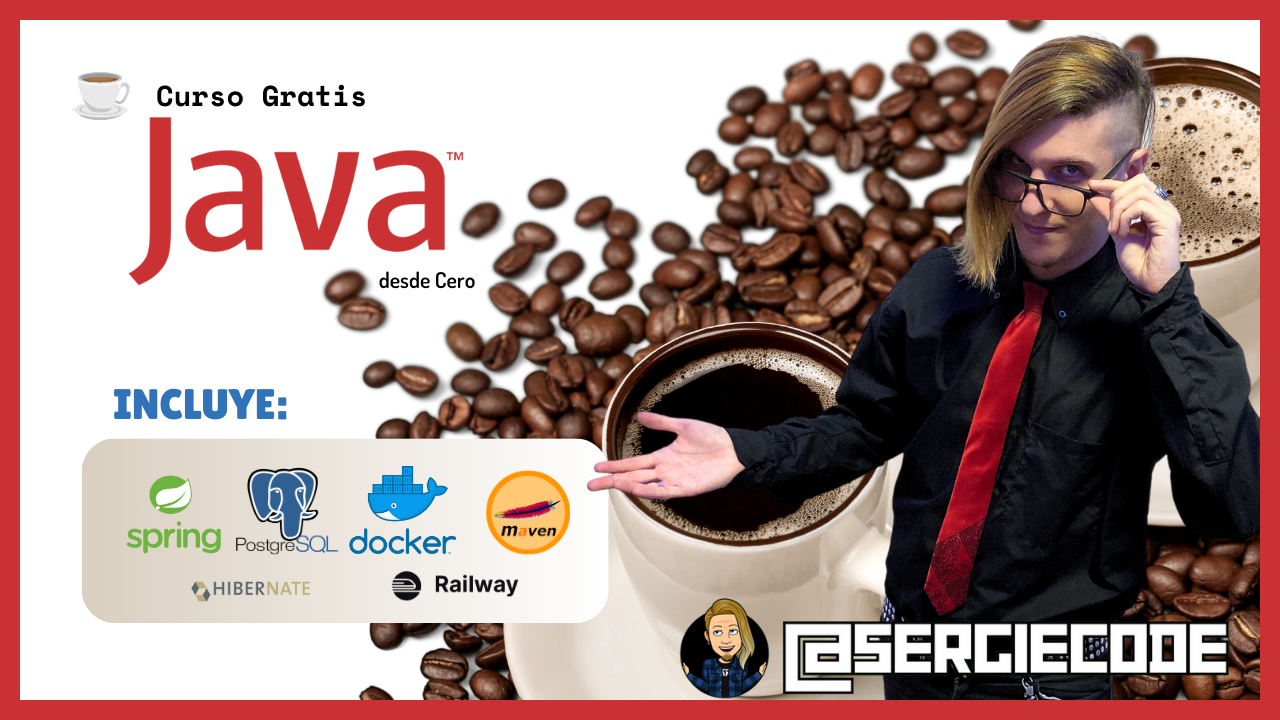 Curso Gratis
Java™
desde Cero
INCLUYE:
spring
PostgreSQL
docker
Maven
HIBERNATE
Railway
@SERGIECODE